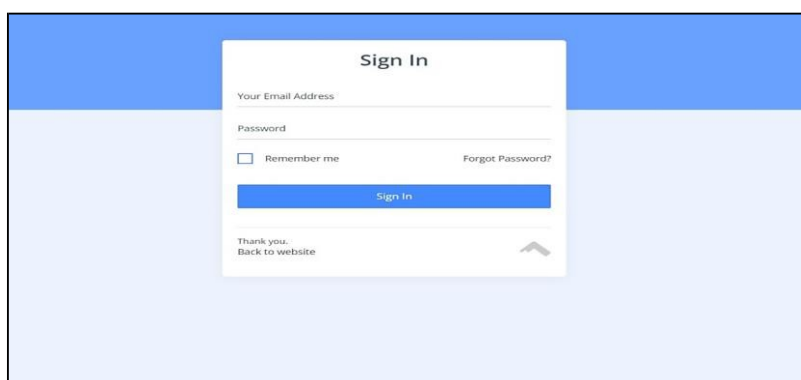 Sign In
Your Email Address
Password
Remember me Forgot Password?
Sign In
Thank you.
Back to website